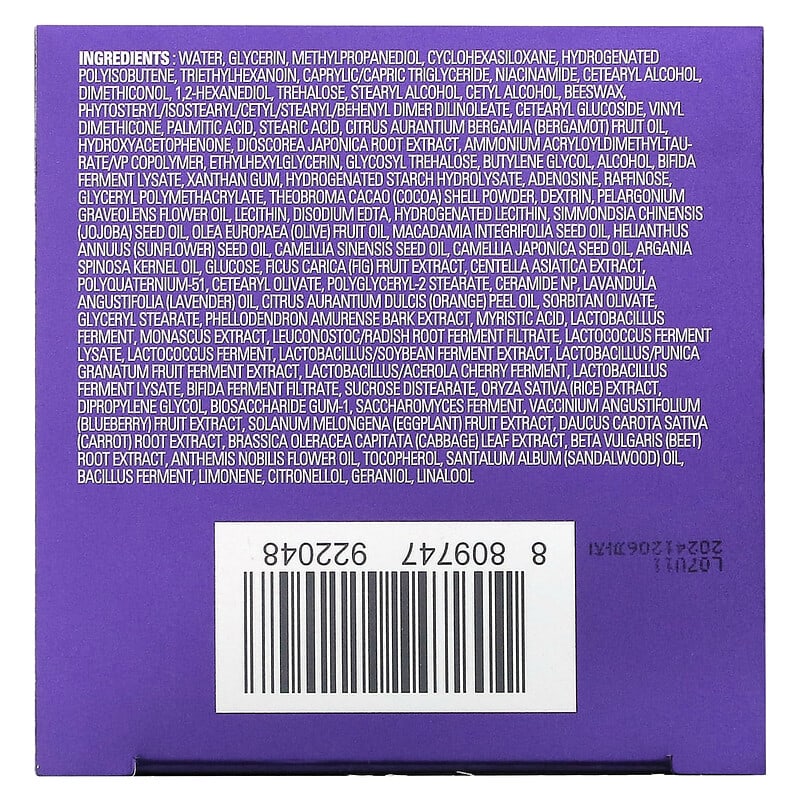 INGREDIENTS : WATER, GLYCERIN, METHYLPROPANEDIOL, CYCLOHEXASILOXANE, HYDROGENATED
POLYISOBUTENE, TRIETHYLHEXANOIN, CAPRYLIC/CAPRIC TRIGLYCERIDE, NIACINAMIDE, CETEARYL ALCOHOL,
DIMETHICONOL, 1,2-HEXANEDIOL, TREHALOSE, STEARYL ALCOHOL, CETYL ALCOHOL, BEESWAX,
PHYTOSTERYL/ISOSTEARYL/CETYL/STEARYL/BEHENYL DIMER DILINOLEATE, CETEARYL GLUCOSIDE, VINYL
DIMETHICONE, PALMITIC ACID, STEARIC ACID, CITRUS AURANTIUM BERGAMIA (BERGAMOT) FRUIT OIL,
HYDROXYACETOPHENONE, DIOSCOREA JAPONICA ROOT EXTRACT, AMMONIUM ACRYLOYLDIMETHYLTAU-
RATE/VP COPOLYMER, ETHYLHEXYLGLYCERIN, GLYCOSYL TREHALOSE, BUTYLENE GLYCOL, ALCOHOL, BIFIDA
FERMENT LYSATE, XANTHAN GUM, HYDROGENATED STARCH HYDROLYSATE, ADENOSINE, RAFFINOSE,
GLYCERYL POLYMETHACRYLATE, THEOBROMA CACAO (COCOA) SHELL POWDER, DEXTRIN, PELARGONIUM
GRAVEOLENS FLOWER OIL, LECITHIN, DISODIUM EDTA, HYDROGENATED LECITHIN, SIMMONDSIA CHINENSIS
(JOJOBA) SEED OIL, OLEA EUROPAEA (OLIVE) FRUIT OIL, MACADAMIA INTEGRIFOLIA SEED OIL, HELIANTHUS
ANNUUS (SUNFLOWER) SEED OIL, CAMELLIA SINENSIS SEED OIL, CAMELLIA JAPONICA SEED OIL, ARGANIA
SPINOSA KERNEL OIL, GLUCOSE, FICUS CARICA (FIG) FRUIT EXTRACT, CENTELLA ASIATICA EXTRACT,
POLYQUATERNIUM-51, CETEARYL OLIVATE, POLYGLYCERYL-2 STEARATE, CERAMIDE NP, LAVANDULA
ANGUSTIFOLIA (LAVENDER) OIL, CITRUS AURANTIUM DULCIS (ORANGE) PEEL OIL, SORBITAN OLIVATE,
GLYCERYL STEARATE, PHELLODENDRON AMURENSE BARK EXTRACT, MYRISTIC ACID, LACTOBACILLUS
FERMENT, MONASCUS EXTRACT, LEUCONOSTOC/RADISH ROOT FERMENT FILTRATE, LACTOCOCCUS FERMENT
LYSATE, LACTOCOCCUS FERMENT, LACTOBACILLUS/SOYBEAN FERMENT EXTRACT, LACTOBACILLUS/PUNICA
GRANATUM FRUIT FERMENT EXTRACT, LACTOBACILLUS/ACEROLA CHERRY FERMENT, LACTOBACILLUS
FERMENT LYSATE, BIFIDA FERMENT FILTRATE, SUCROSE DISTEARATE, ORYZA SATIVA (RICE) EXTRACT,
DIPROPYLENE GLYCOL, BIOSACCHARIDE GUM-1, SACCHAROMYCES FERMENT, VACCINIUM ANGUSTIFOLIUM
(BLUEBERRY) FRUIT EXTRACT, SOLANUM MELONGENA (EGGPLANT) FRUIT EXTRACT, DAUCUS CAROTA SATIVA
(CARROT) ROOT EXTRACT, BRASSICA OLERACEA CAPITATA (CABBAGE) LEAF EXTRACT, BETA VULGARIS (BEET)
ROOT EXTRACT, ANTHEMIS NOBILIS FLOWER OIL, TOCOPHEROL, SANTALUM ALBUM (SANDALWOOD) OIL,
BACILLUS FERMENT, LIMONENE, CITRONELLOL, GERANIOL, LINALOOL
8 809747 922048
L07U11
20241206까지